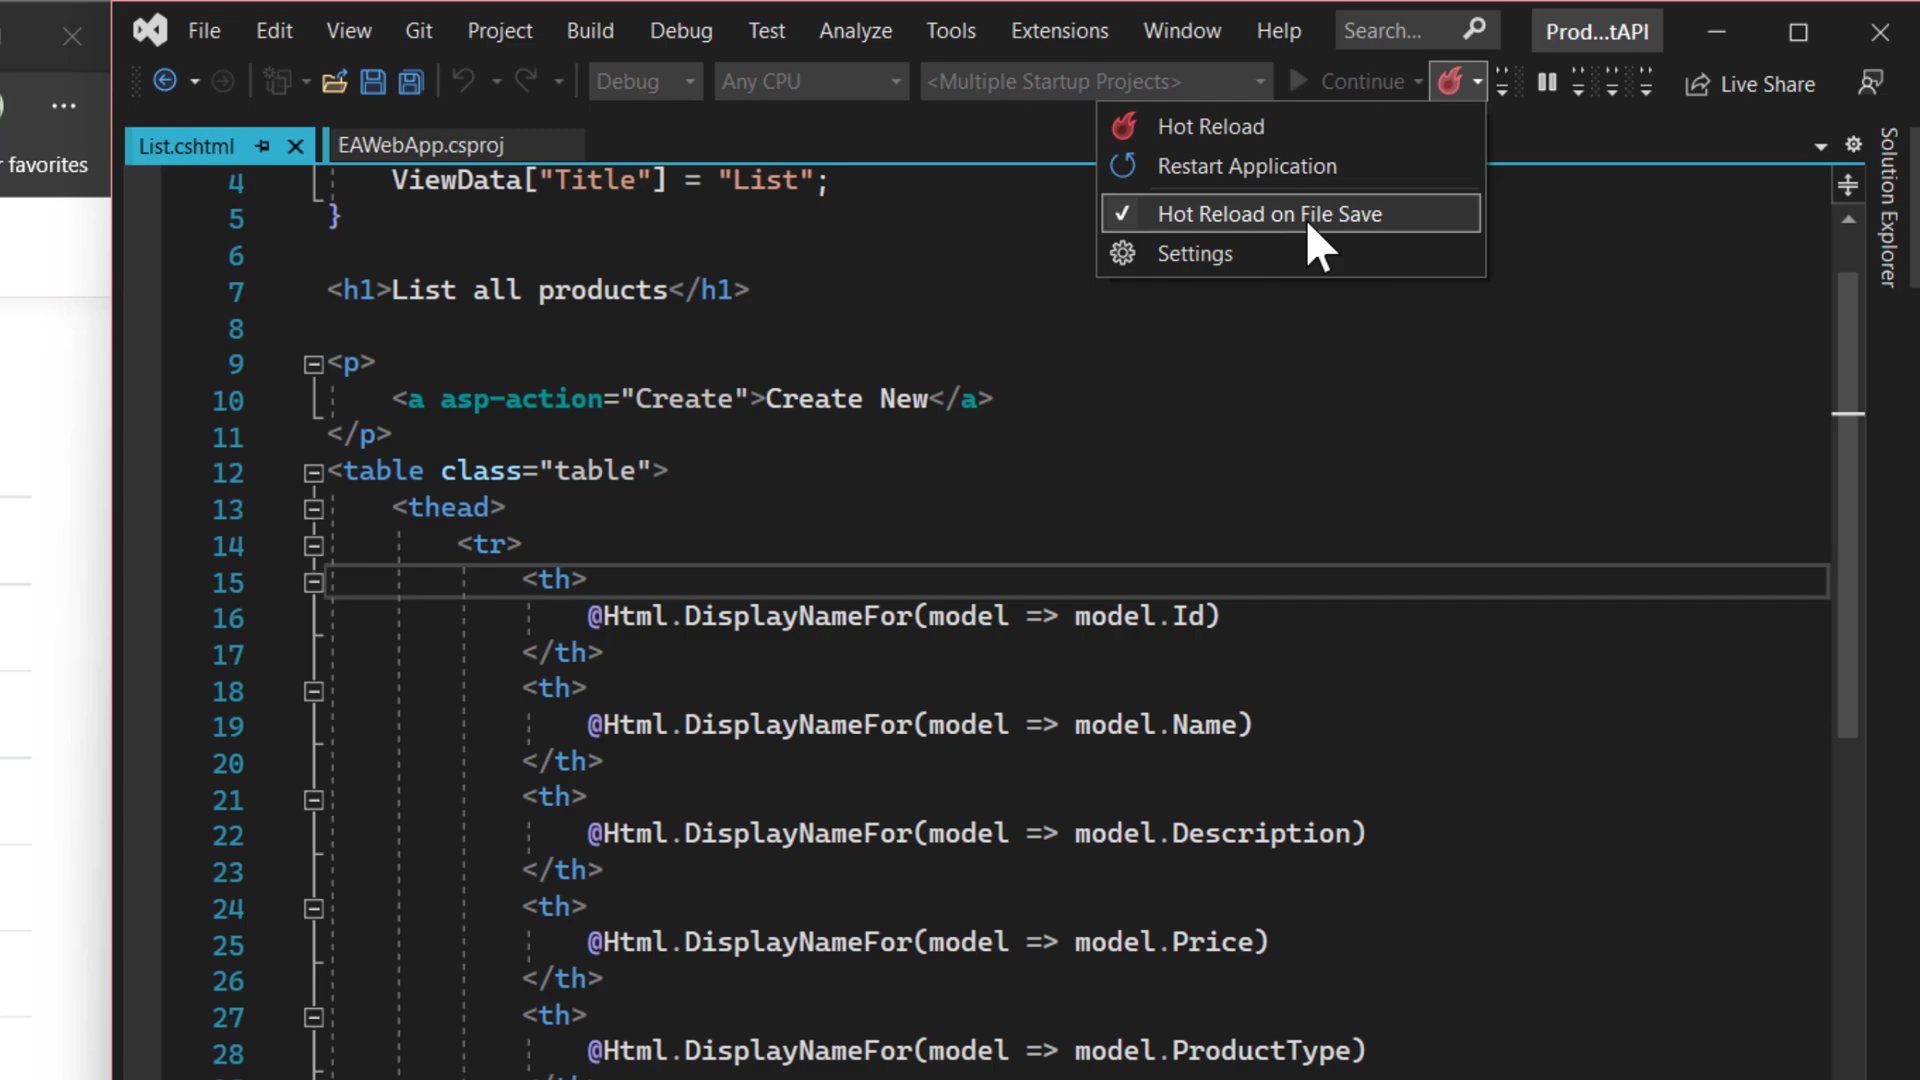 File Edit View Git Project Build Debug Test Analyze Tools Extensions Window Help Search... Prod...tAPI
Debug Any CPU <Multiple Startup Projects> Continue Live Share
r favorites
List.cshtml EAWebApp.csproj
Hot Reload
Restart Application
Hot Reload on File Save
Settings
Solution Explorer
4 ViewData["Title"] = "List";
5 }
6
7 <h1>List all products</h1>
8
9 <p>
10 <a asp-action="Create">Create New</a>
11 </p>
12 <table class="table">
13 <thead>
14 <tr>
15 <th>
16 @Html.DisplayNameFor(model => model.Id)
17 </th>
18 <th>
19 @Html.DisplayNameFor(model => model.Name)
20 </th>
21 <th>
22 @Html.DisplayNameFor(model => model.Description)
23 </th>
24 <th>
25 @Html.DisplayNameFor(model => model.Price)
26 </th>
27 <th>
28 @Html.DisplayNameFor(model => model.ProductType)